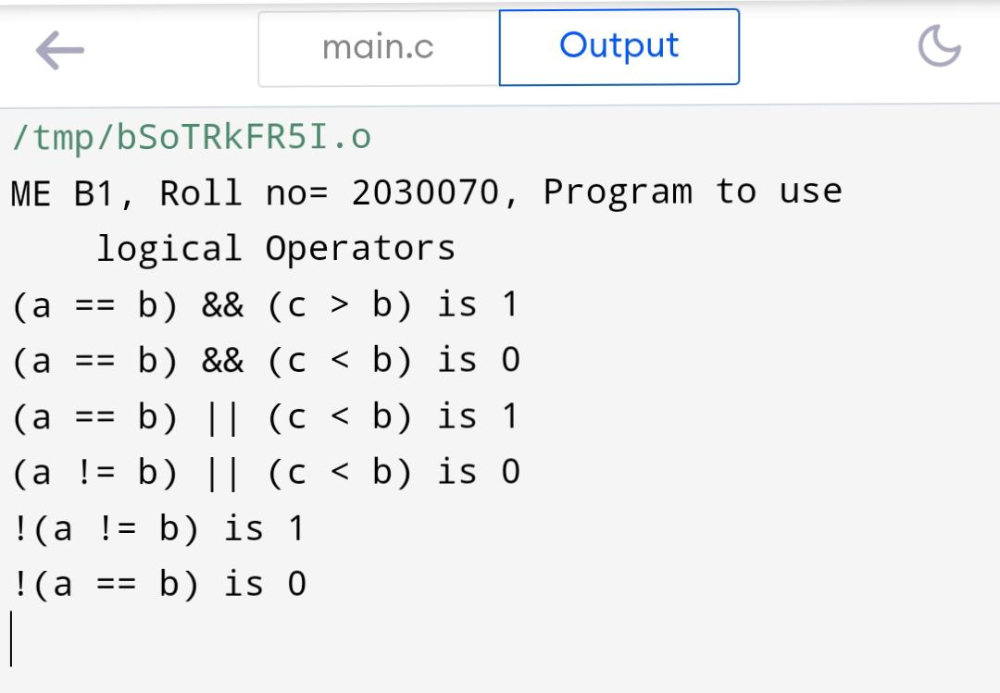 main.c Output
/tmp/bSoTRkFR5I.o
ME B1, Roll no= 2030070, Program to use
logical Operators
(a == b) && (c > b) is 1
(a == b) && (c < b) is 0
(a == b) || (c < b) is 1
(a != b) || (c < b) is 0
!(a != b) is 1
!(a == b) is 0